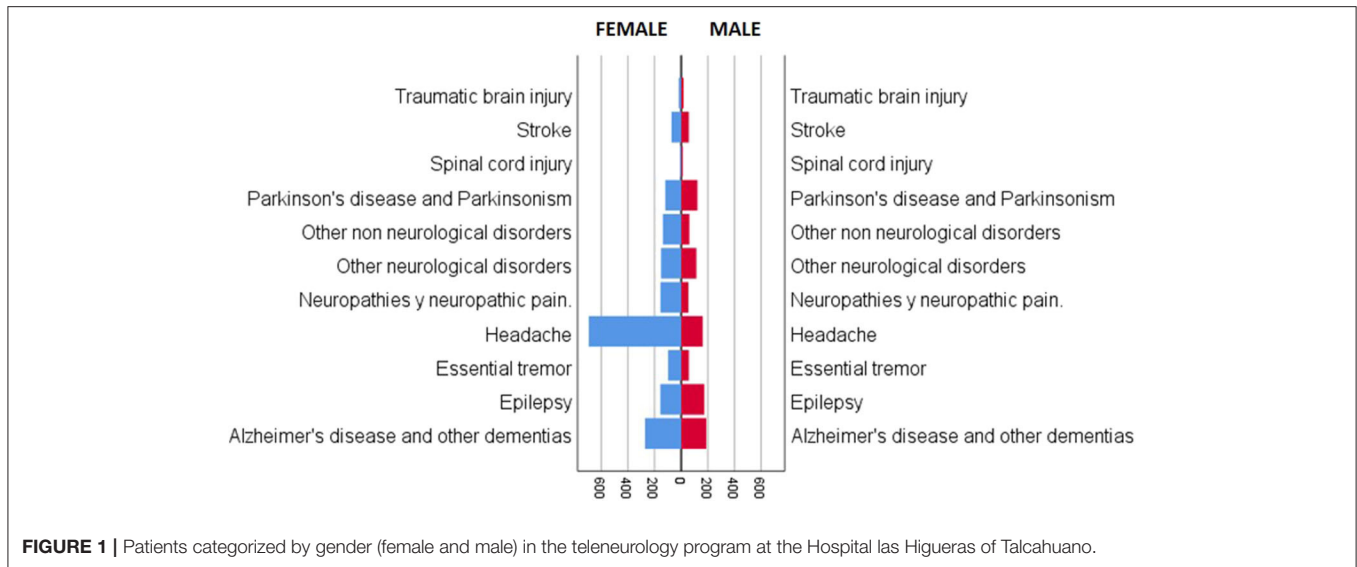 FEMALE MALE
Traumatic brain injury Traumatic brain injury
Stroke Stroke
Spinal cord injury Spinal cord injury
Parkinson's disease and Parkinsonism Parkinson's disease and Parkinsonism
Other non neurological disorders Other non neurological disorders
Other neurological disorders Other neurological disorders
Neuropathies y neuropathic pain. Neuropathies y neuropathic pain.
Headache Headache
Essential tremor Essential tremor
Epilepsy Epilepsy
Alzheimer's disease and other dementias Alzheimer's disease and other dementias
600 400 200 0 200 400 600
FIGURE 1 | Patients categorized by gender (female and male) in the teleneurology program at the Hospital las Higueras of Talcahuano.